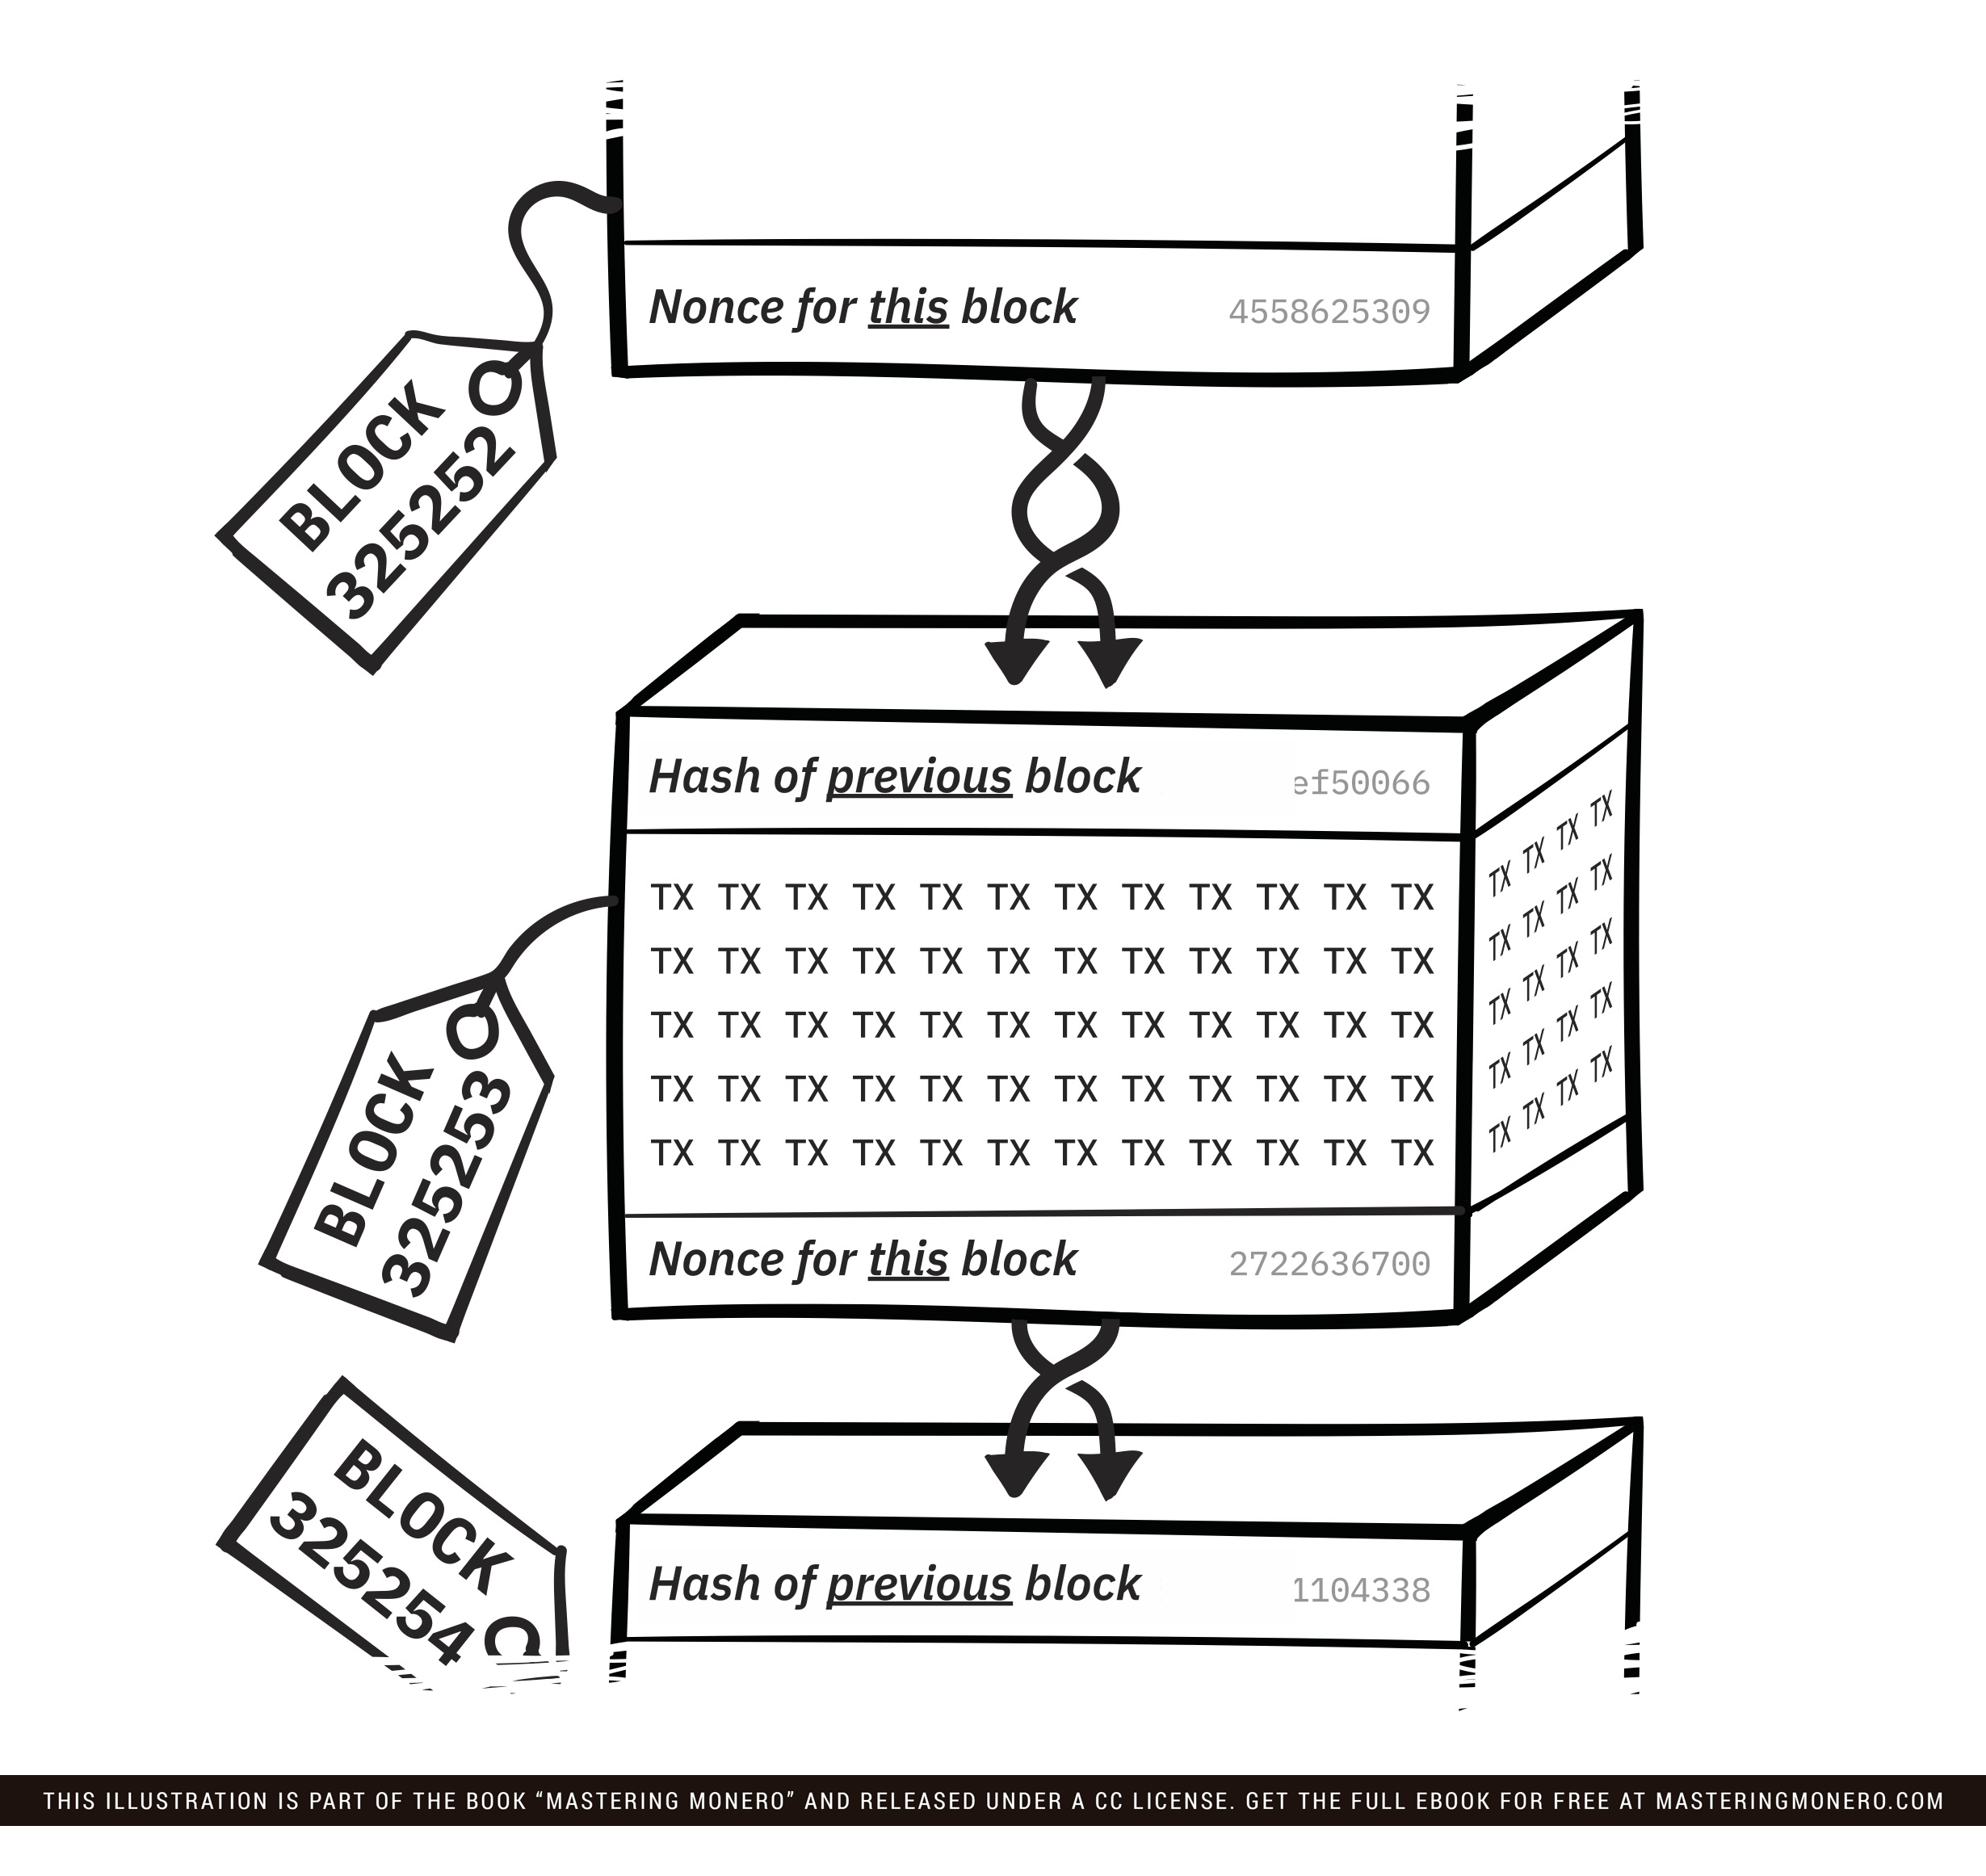 Nonce for this block 4558625309
BLOCK
325252
Hash of previous block ef50066
TX TX TX TX TX TX TX TX TX TX TX TX TX TX TX TX
TX TX TX TX TX TX TX TX TX TX TX TX TX TX TX TX
TX TX TX TX TX TX TX TX TX TX TX TX TX TX TX TX
TX TX TX TX TX TX TX TX TX TX TX TX TX TX TX TX
TX TX TX TX TX TX TX TX TX TX TX TX TX TX TX TX
BLOCK
325253
Nonce for this block 2722636700
BLOCK
325254
Hash of previous block 1104338
THIS ILLUSTRATION IS PART OF THE BOOK “MASTERING MONERO” AND RELEASED UNDER A CC LICENSE. GET THE FULL EBOOK FOR FREE AT MASTERINGMONERO.COM